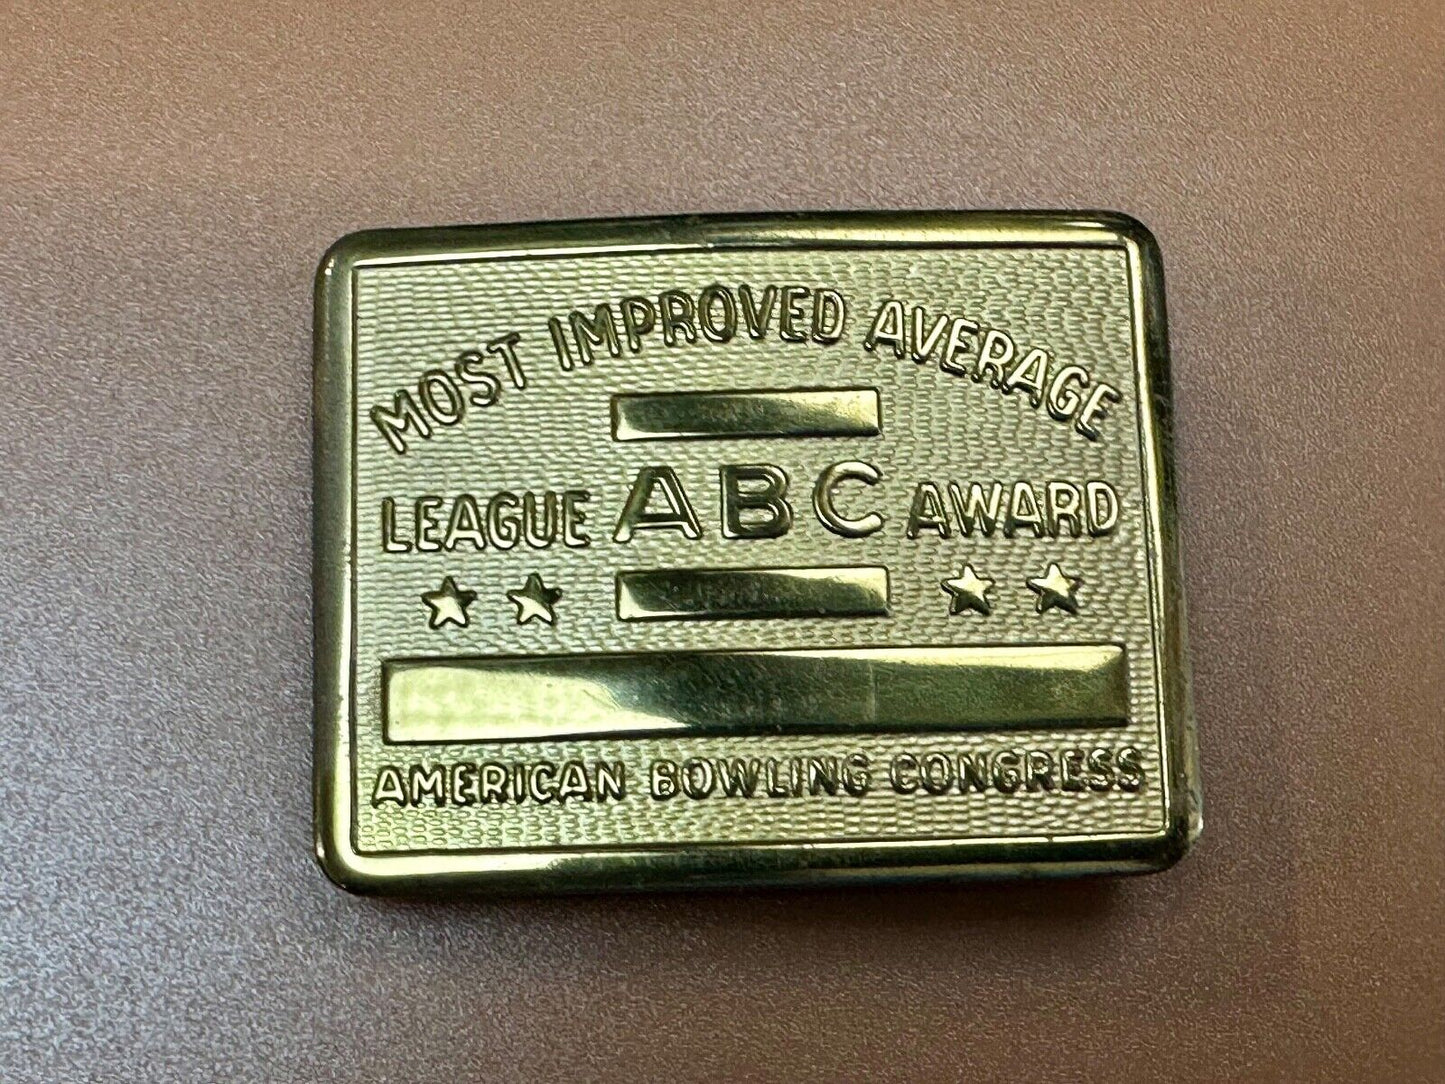 MOST IMPROVED AVERAGE
LEAGUE ABC AWARD
AMERICAN BOWLING CONGRESS